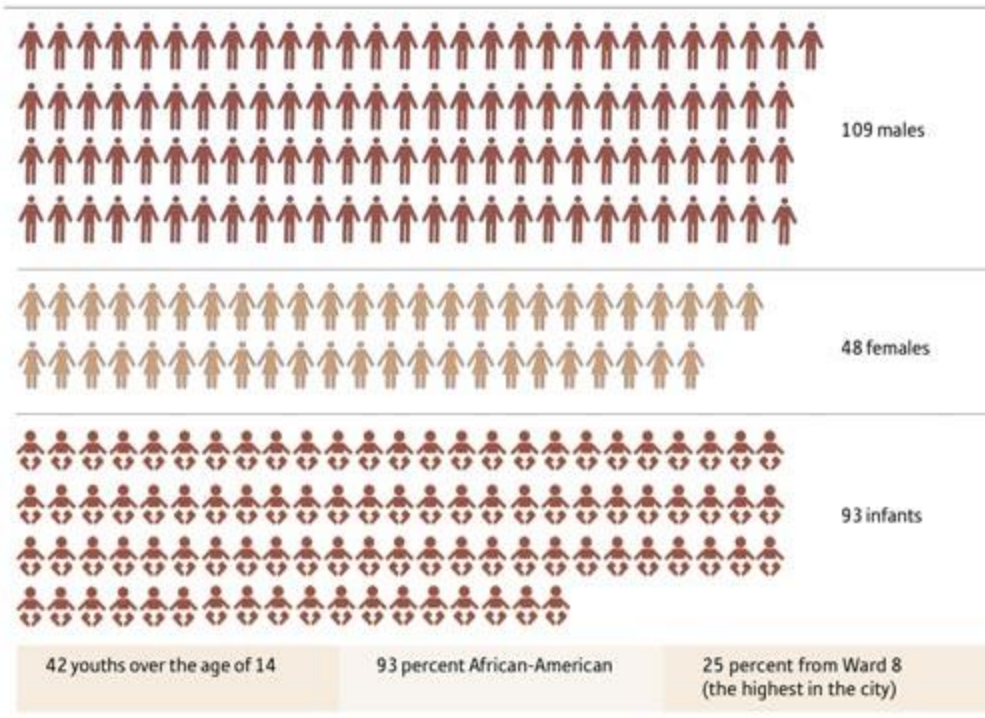 109 males
48 females
93 infants
42 youths over the age of 14
93 percent African-American
25 percent from Ward 8
(the highest in the city)